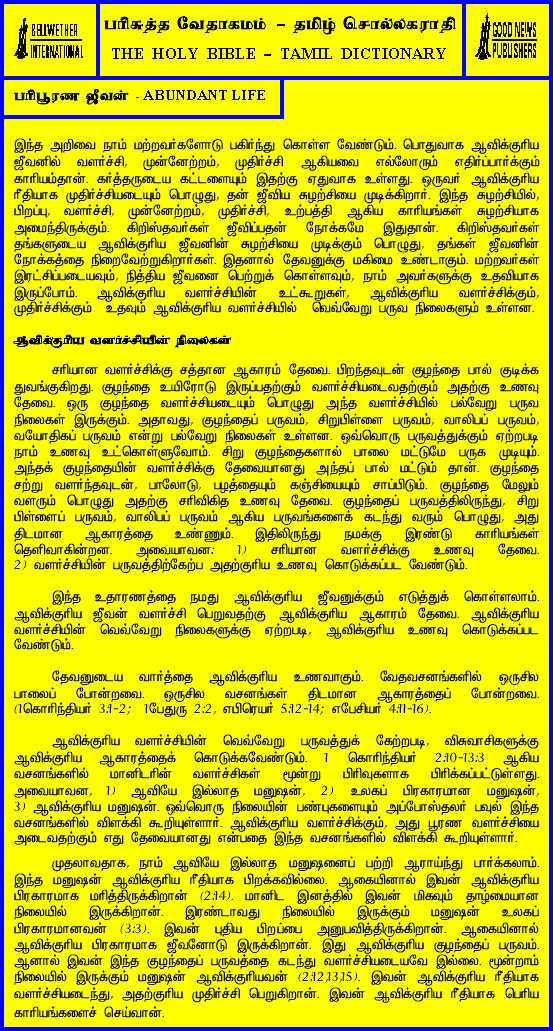 BELLWETHER
INTERNATIONAL
பரிசுத்த வேதாகமம் – தமிழ் சொல்லகராதி
THE HOLY BIBLE – TAMIL DICTIONARY
GOOD NEWS
PUBLISHERS
பரிபூரண ஜீவன் - ABUNDANT LIFE
இந்த அறிவை நாம் மற்றவர்களோடு பகிர்ந்து கொள்ள வேண்டும். பொதுவாக ஆவிக்குரிய
ஜீவனில் வளர்ச்சி, முன்னேற்றம், முதிர்ச்சி ஆகியவை எல்லோரும் எதிர்ப்பார்க்கும்
காரியம்தான். கர்த்தருடைய கட்டளையும் இதற்கு ஏதுவாக உள்ளது. ஒருவர் ஆவிக்குரிய
ரீதியாக முதிர்ச்சியடையும் பொழுது, தன் ஜீவிய சுழற்சியை முடிக்கிறார். இந்த சுழற்சியில்,
பிறப்பு, வளர்ச்சி, முன்னேற்றம், முதிர்ச்சி, உற்பத்தி ஆகிய காரியங்கள் சுழற்சியாக
அமைந்திருக்கும். கிறிஸ்தவர்கள் ஜீவிப்பதன் நோக்கமே இதுதான். கிறிஸ்தவர்கள்
தங்களுடைய ஆவிக்குரிய ஜீவனின் சுழற்சியை முடிக்கும் பொழுது, தங்கள் ஜீவனின்
நோக்கத்தை நிறைவேற்றுகிறார்கள். இதனால் தேவனுக்கு மகிமை உண்டாகும். மற்றவர்கள்
இரட்சிப்படையவும், நித்திய ஜீவனை பெற்றுக் கொள்ளவும், நாம் அவர்களுக்கு உதவியாக
இருப்போம். ஆவிக்குரிய வளர்ச்சியின் உட்கூறுகள், ஆவிக்குரிய வளர்ச்சிக்கும்,
முதிர்ச்சிக்கும் உதவும் ஆவிக்குரிய வளர்ச்சியில் வெவ்வேறு பருவ நிலைகளும் உள்ளன.
ஆவிக்குரிய வளர்ச்சியின் நிலைகள்
சரியான வளர்ச்சிக்கு சத்தான ஆகாரம் தேவை. பிறந்தவுடன் குழந்தை பால் குடிக்க
துவங்குகிறது. குழந்தை உயிரோடு இருப்பதற்கும் வளர்ச்சியடைவதற்கும் அதற்கு உணவு
தேவை. ஒரு குழந்தை வளர்ச்சியடையும் பொழுது அந்த வளர்ச்சியில் பல்வேறு பருவ
நிலைகள் இருக்கும். அதாவது, குழந்தைப் பருவம், சிறுபிள்ளை பருவம், வாலிபப் பருவம்,
வயோதிகப் பருவம் என்று பல்வேறு நிலைகள் உள்ளன. ஒவ்வொரு பருவத்துக்கும் ஏற்றபடி
நாம் உணவு உட்கொள்ளுவோம். சிறு குழந்தைகளால் பாலை மட்டுமே பருக முடியும்.
அந்தக் குழந்தையின் வளர்ச்சிக்கு தேவையானது அந்தப் பால் மட்டும் தான். குழந்தை
சற்று வளர்ந்தவுடன், பாலோடு, பழத்தையும் கஞ்சியையும் சாப்பிடும். குழந்தை மேலும்
வளரும் பொழுது அதற்கு சரிவிகித உணவு தேவை. குழந்தைப் பருவத்திலிருந்து, சிறு
பிள்ளைப் பருவம், வாலிபப் பருவம் ஆகிய பருவங்களைக் கடந்து வரும் பொழுது, அது
திடமான ஆகாரத்தை உண்ணும். இதிலிருந்து நமக்கு இரண்டு காரியங்கள்
தெளிவாகின்றன. அவையாவன: 1) சரியான வளர்ச்சிக்கு உணவு தேவை.
2) வளர்ச்சியின் பருவத்திற்கேற்ப அதற்குரிய உணவு கொடுக்கப்பட வேண்டும்.
இந்த உதாரணத்தை நமது ஆவிக்குரிய ஜீவனுக்கும் எடுத்துக் கொள்ளலாம்.
ஆவிக்குரிய ஜீவன் வளர்ச்சி பெறுவதற்கு ஆவிக்குரிய ஆகாரம் தேவை. ஆவிக்குரிய
வளர்ச்சியின் வெவ்வேறு நிலைகளுக்கு ஏற்றபடி, ஆவிக்குரிய உணவு கொடுக்கப்பட
வேண்டும்.
தேவனுடைய வார்த்தை ஆவிக்குரிய உணவாகும். வேதவசனங்களில் ஒருசில
பாலைப் போன்றவை. ஒருசில வசனங்கள் திடமான ஆகாரத்தைப் போன்றவை.
(1கொரிந்தியர் 3:1-2; 1பேதுரு 2:2, எபிரெயர் 5:12-14; எபேசியர் 4:11-16).
ஆவிக்குரிய வளர்ச்சியின் வெவ்வேறு பருவத்துக் கேற்றபடி, விசுவாசிகளுக்கு
ஆவிக்குரிய ஆகாரத்தைக் கொடுக்கவேண்டும். 1 கொரிந்தியர் 2:10-13:3 ஆகிய
வசனங்களில் மானிடரின் வளர்ச்சிகள் மூன்று பிரிவுகளாக பிரிக்கப்பட்டுள்ளது.
அவையாவன, 1) ஆவியே இல்லாத மனுஷன், 2) உலகப் பிரகாரமான மனுஷன்,
3) ஆவிக்குரிய மனுஷன். ஒவ்வொரு நிலையின் பண்புகளையும் அப்போஸ்தலர் பவுல் இந்த
வசனங்களில் விளக்கி கூறியுள்ளார். ஆவிக்குரிய வளர்ச்சிக்கும், அது பூரண வளர்ச்சியை
அடைவதற்கும் எது தேவையானது என்பதை இந்த வசனங்களில் விளக்கி கூறியுள்ளார்.
முதலாவதாக, நாம் ஆவியே இல்லாத மனுஷனைப் பற்றி ஆராய்ந்து பார்க்கலாம்.
இந்த மனுஷன் ஆவிக்குரிய ரீதியாக பிறக்கவில்லை. ஆகையினால் இவன் ஆவிக்குரிய
பிரகாரமாக மரித்திருக்கிறான் (2:14). மானிட இனத்தில் இவன் மிகவும் தாழ்மையான
நிலையில் இருக்கிறான். இரண்டாவது நிலையில் இருக்கும் மனுஷன் உலகப்
பிரகாரமானவன் (3:3). இவன் புதிய பிறப்பை அனுபவித்திருக்கிறான். ஆகையினால்
ஆவிக்குரிய பிரகாரமாக ஜீவனோடு இருக்கிறான். இது ஆவிக்குரிய குழந்தைப் பருவம்.
ஆனால் இவன் இந்த குழந்தைப் பருவத்தை கடந்து வளர்ச்சியடையவே இல்லை. மூன்றாம்
நிலையில் இருக்கும் மனுஷன் ஆவிக்குரியவன் (2:12,13,15). இவன் ஆவிக்குரிய ரீதியாக
வளர்ச்சியடைந்து, அதற்குரிய முதிர்ச்சி பெறுகிறான். இவன் ஆவிக்குரிய ரீதியாக பெரிய
காரியங்களைச் செய்வான்.